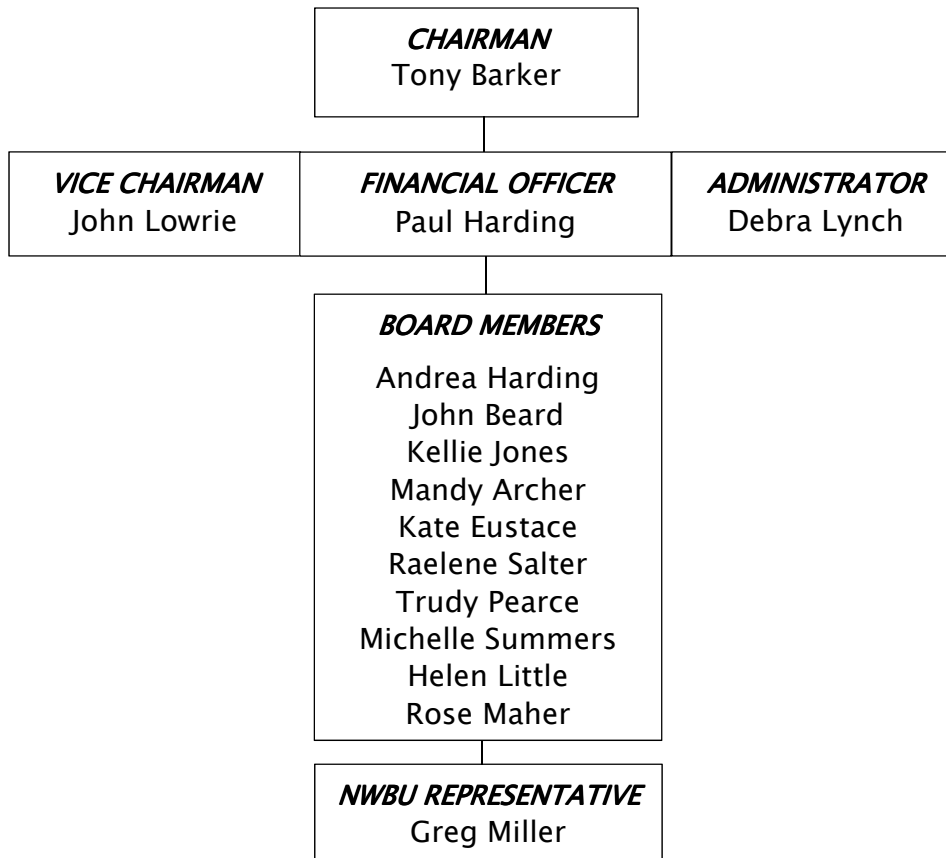 CHAIRMAN
Tony Barker
VICE CHAIRMAN
John Lowrie
FINANCIAL OFFICER
Paul Harding
ADMINISTRATOR
Debra Lynch
BOARD MEMBERS
Andrea Harding
John Beard
Kellie Jones
Mandy Archer
Kate Eustace
Raelene Salter
Trudy Pearce
Michelle Summers
Helen Little
Rose Maher
NWBU REPRESENTATIVE
Greg Miller